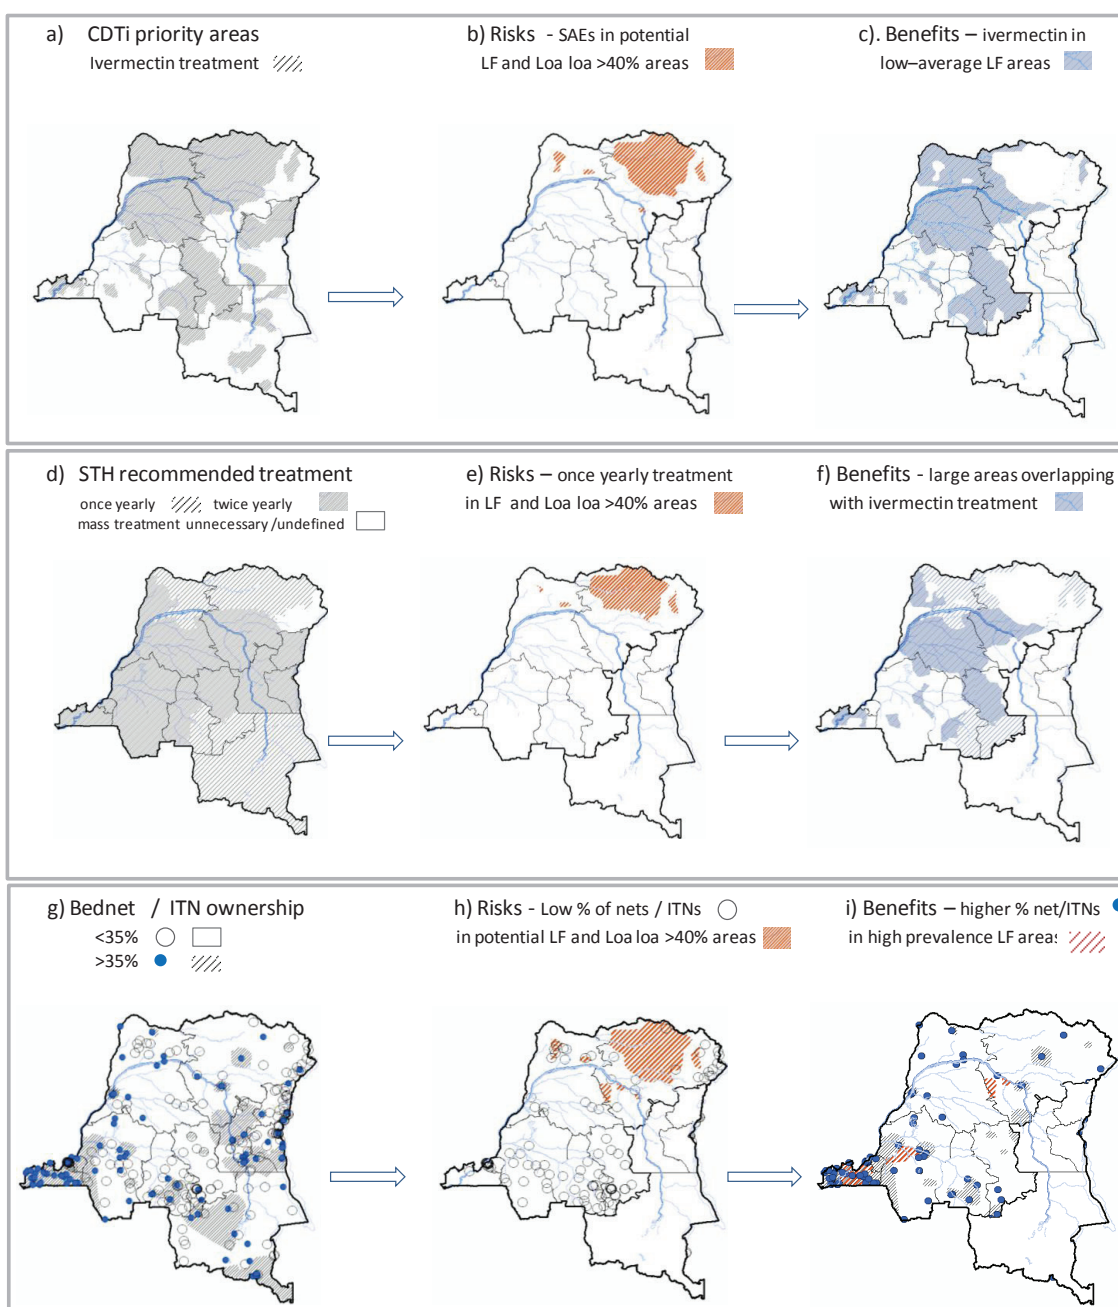 a) CDTi priority areas
Ivermectin treatment
b) Risks - SAEs in potential
LF and Loa loa >40% areas
c). Benefits – ivermectin in
low–average LF areas
d) STH recommended treatment
once yearly twice yearly
mass treatment unnecessary /undefined
e) Risks – once yearly treatment
in LF and Loa loa >40% areas
f) Benefits - large areas overlapping
with ivermectin treatment
g) Bednet / ITN ownership
<35%
>35%
h) Risks - Low % of nets / ITNs
in potential LF and Loa loa >40% areas
i) Benefits – higher % net/ITNs
in high prevalence LF areas